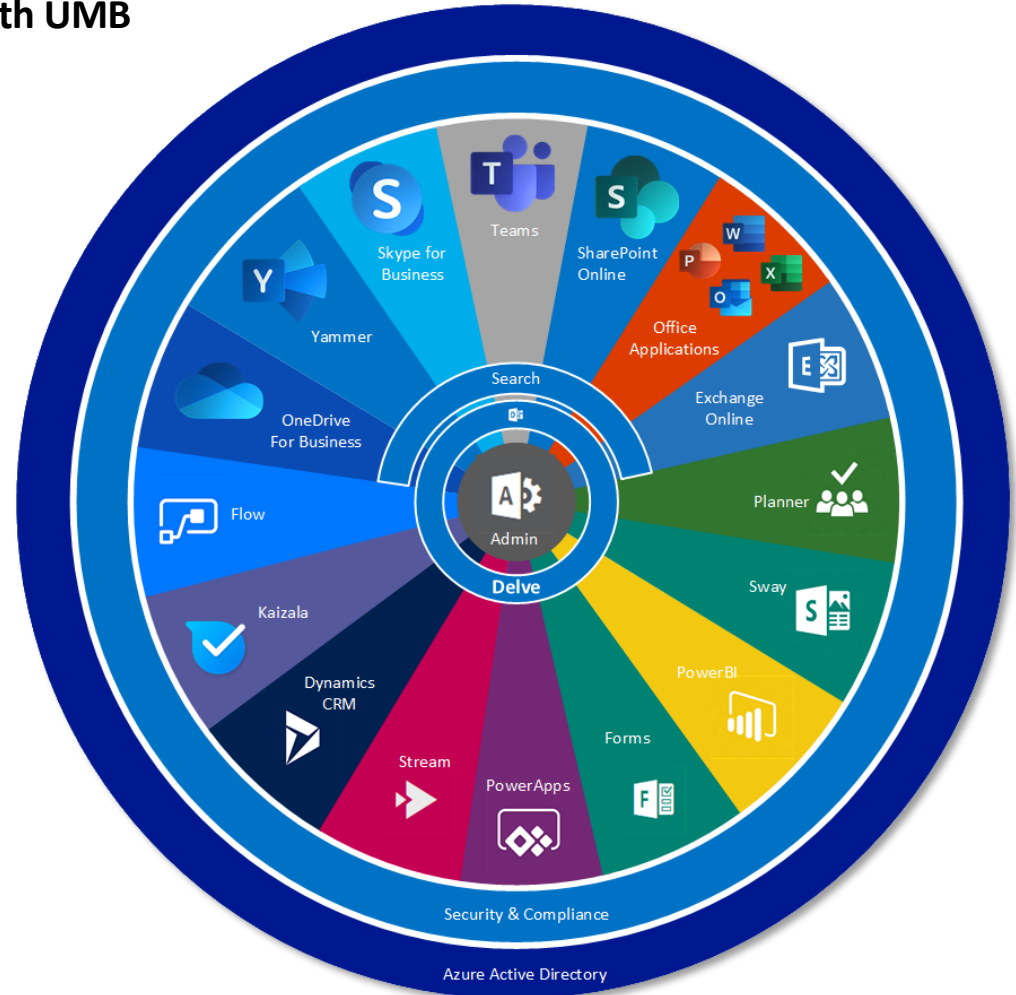 th UMB
Teams
SharePoint
Online
W
P
X
O
Office
Applications
E
Exchange
Online
Planner
Sway
S
PowerBI
Forms
F
PowerApps
Stream
Dynamics
CRM
Kaizala
Flow
OneDrive
For Business
Y
Yammer
S
Skype for
Business
T
S
Search
D
A
Admin
Delve
Security & Compliance
Azure Active Directory